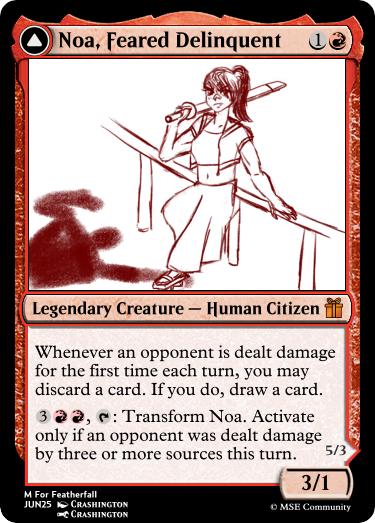 Noa, Feared Delinquent 1
Legendary Creature — Human Citizen
Whenever an opponent is dealt damage
for the first time each turn, you may
discard a card. If you do, draw a card.
3, : Transform Noa. Activate
only if an opponent was dealt damage
by three or more sources this turn.
5/3
3/1
M For Featherfall
JUN25 Crashington
Crashington
© MSE Community